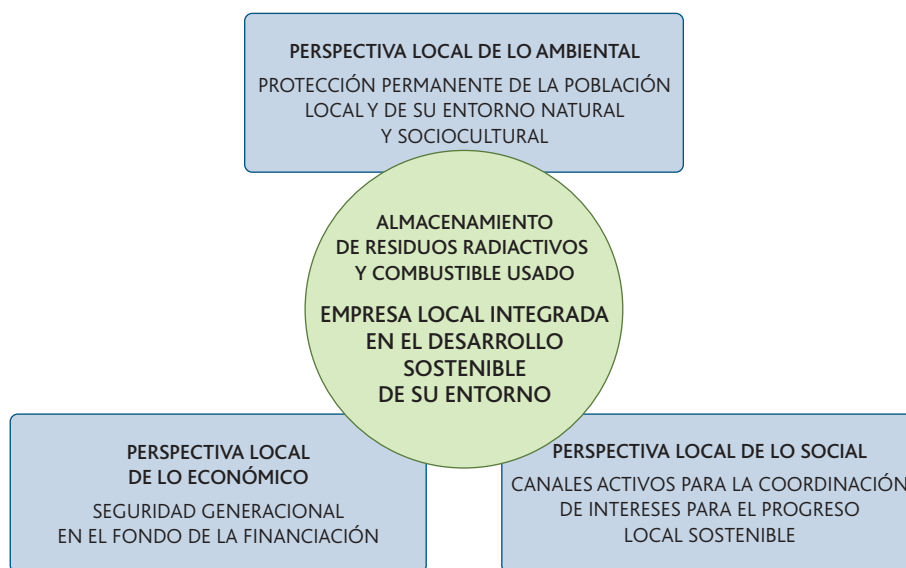 PERSPECTIVA LOCAL DE LO AMBIENTAL
PROTECCIÓN PERMANENTE DE LA POBLACIÓN
LOCAL Y DE SU ENTORNO NATURAL
Y SOCIOCULTURAL
ALMACENAMIENTO
DE RESIDUOS RADIACTIVOS
Y COMBUSTIBLE USADO
EMPRESA LOCAL INTEGRADA
EN EL DESARROLLO
SOSTENIBLE
DE SU ENTORNO
PERSPECTIVA LOCAL
DE LO ECONÓMICO
SEGURIDAD GENERACIONAL
EN EL FONDO DE LA FINANCIACIÓN
PERSPECTIVA LOCAL DE LO SOCIAL
CANALES ACTIVOS PARA LA COORDINACIÓN
DE INTERESES PARA EL PROGRESO
LOCAL SOSTENIBLE